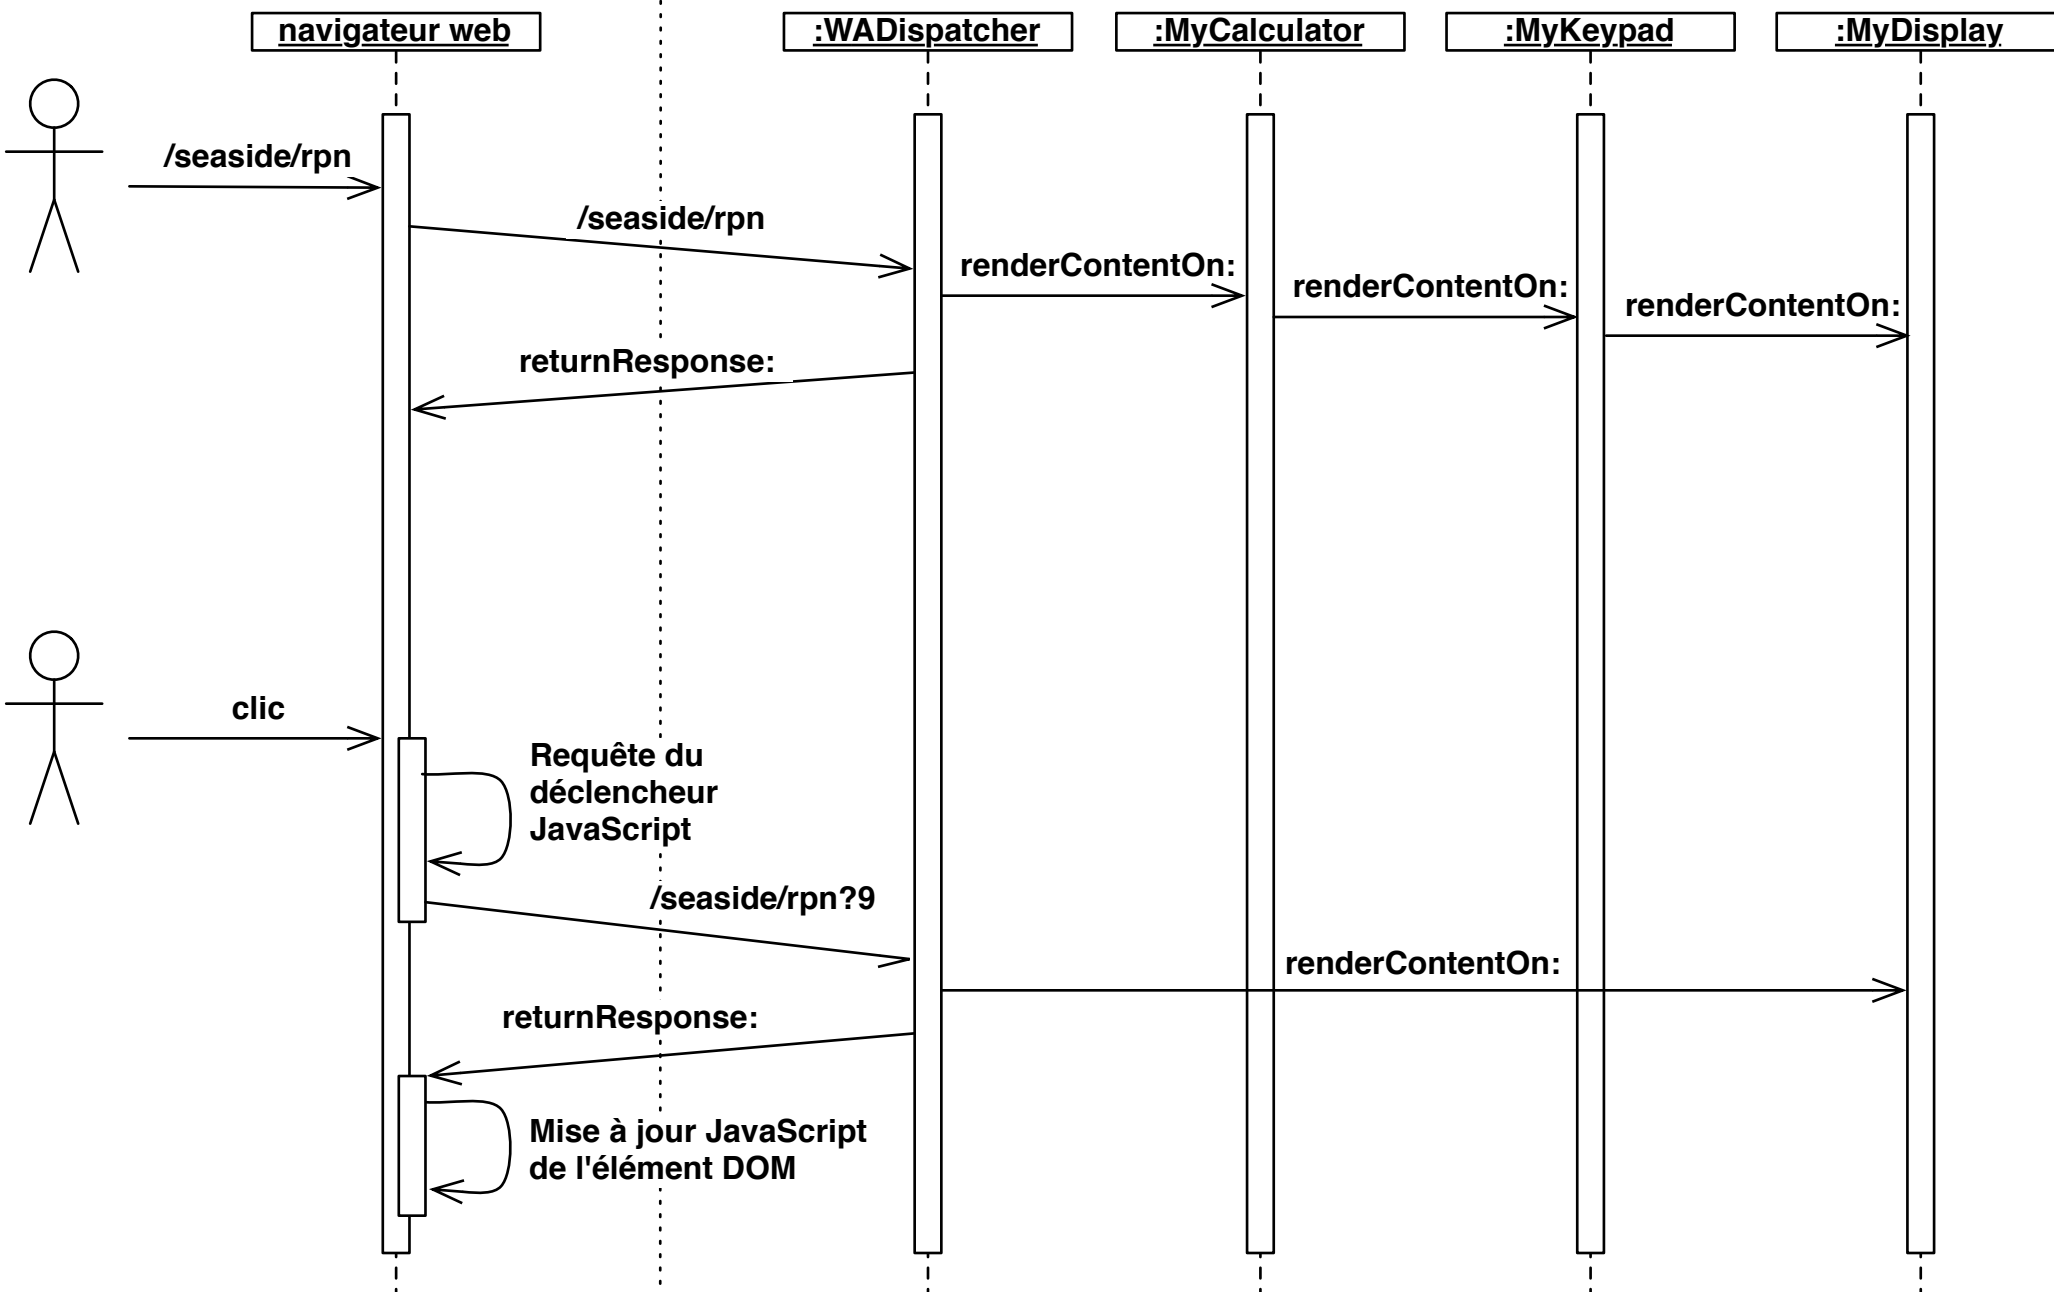 navigateur web
:WADispatcher
:MyCalculator
:MyKeypad
:MyDisplay
/seaside/rpn
/seaside/rpn
renderContentOn:
renderContentOn:
renderContentOn:
returnResponse:
clic
Requête du
déclencheur
JavaScript
/seaside/rpn?9
renderContentOn:
returnResponse:
Mise à jour JavaScript
de l'élément DOM